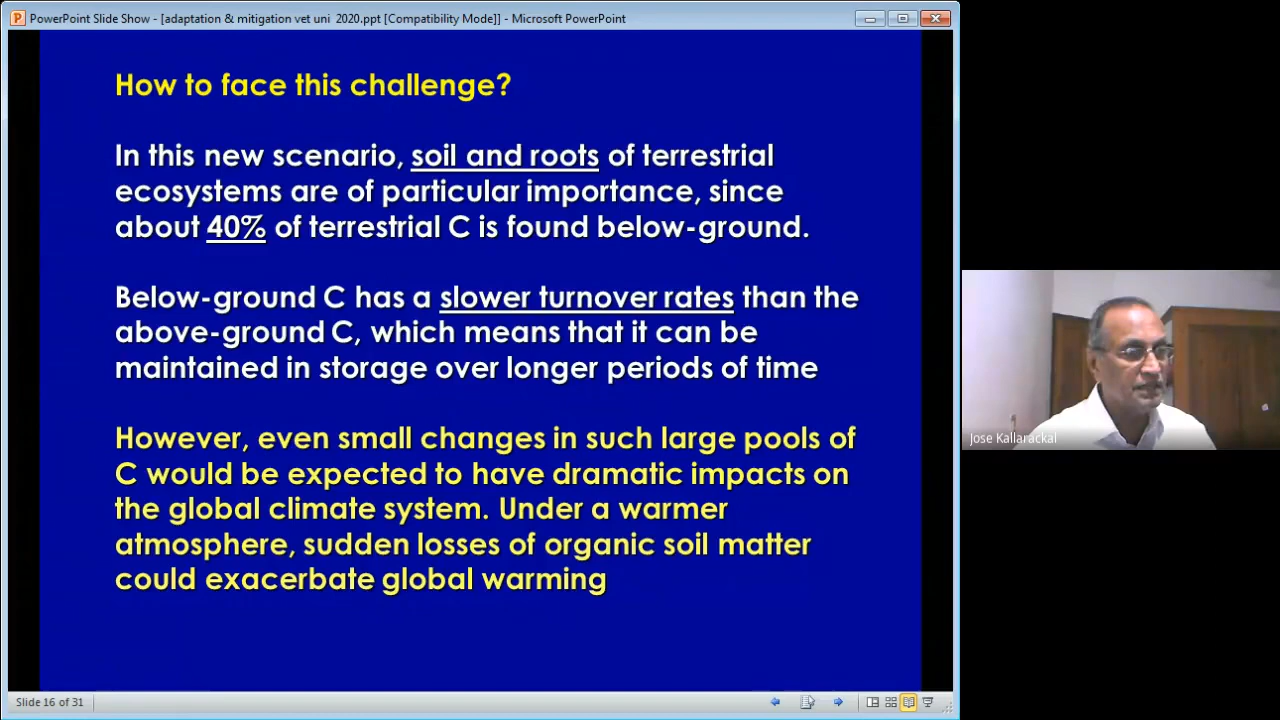 PowerPoint Slide Show - [adaptation & mitigation vet uni 2020.ppt [Compatibility Mode]] - Microsoft PowerPoint
How to face this challenge?
In this new scenario, soil and roots of terrestrial
ecosystems are of particular importance, since
about 40% of terrestrial C is found below-ground.
Below-ground C has a slower turnover rates than the
above-ground C, which means that it can be
maintained in storage over longer periods of time
However, even small changes in such large pools of
C would be expected to have dramatic impacts on
the global climate system. Under a warmer
atmosphere, sudden losses of organic soil matter
could exacerbate global warming
Jose Kallarackal
Slide 16 of 31